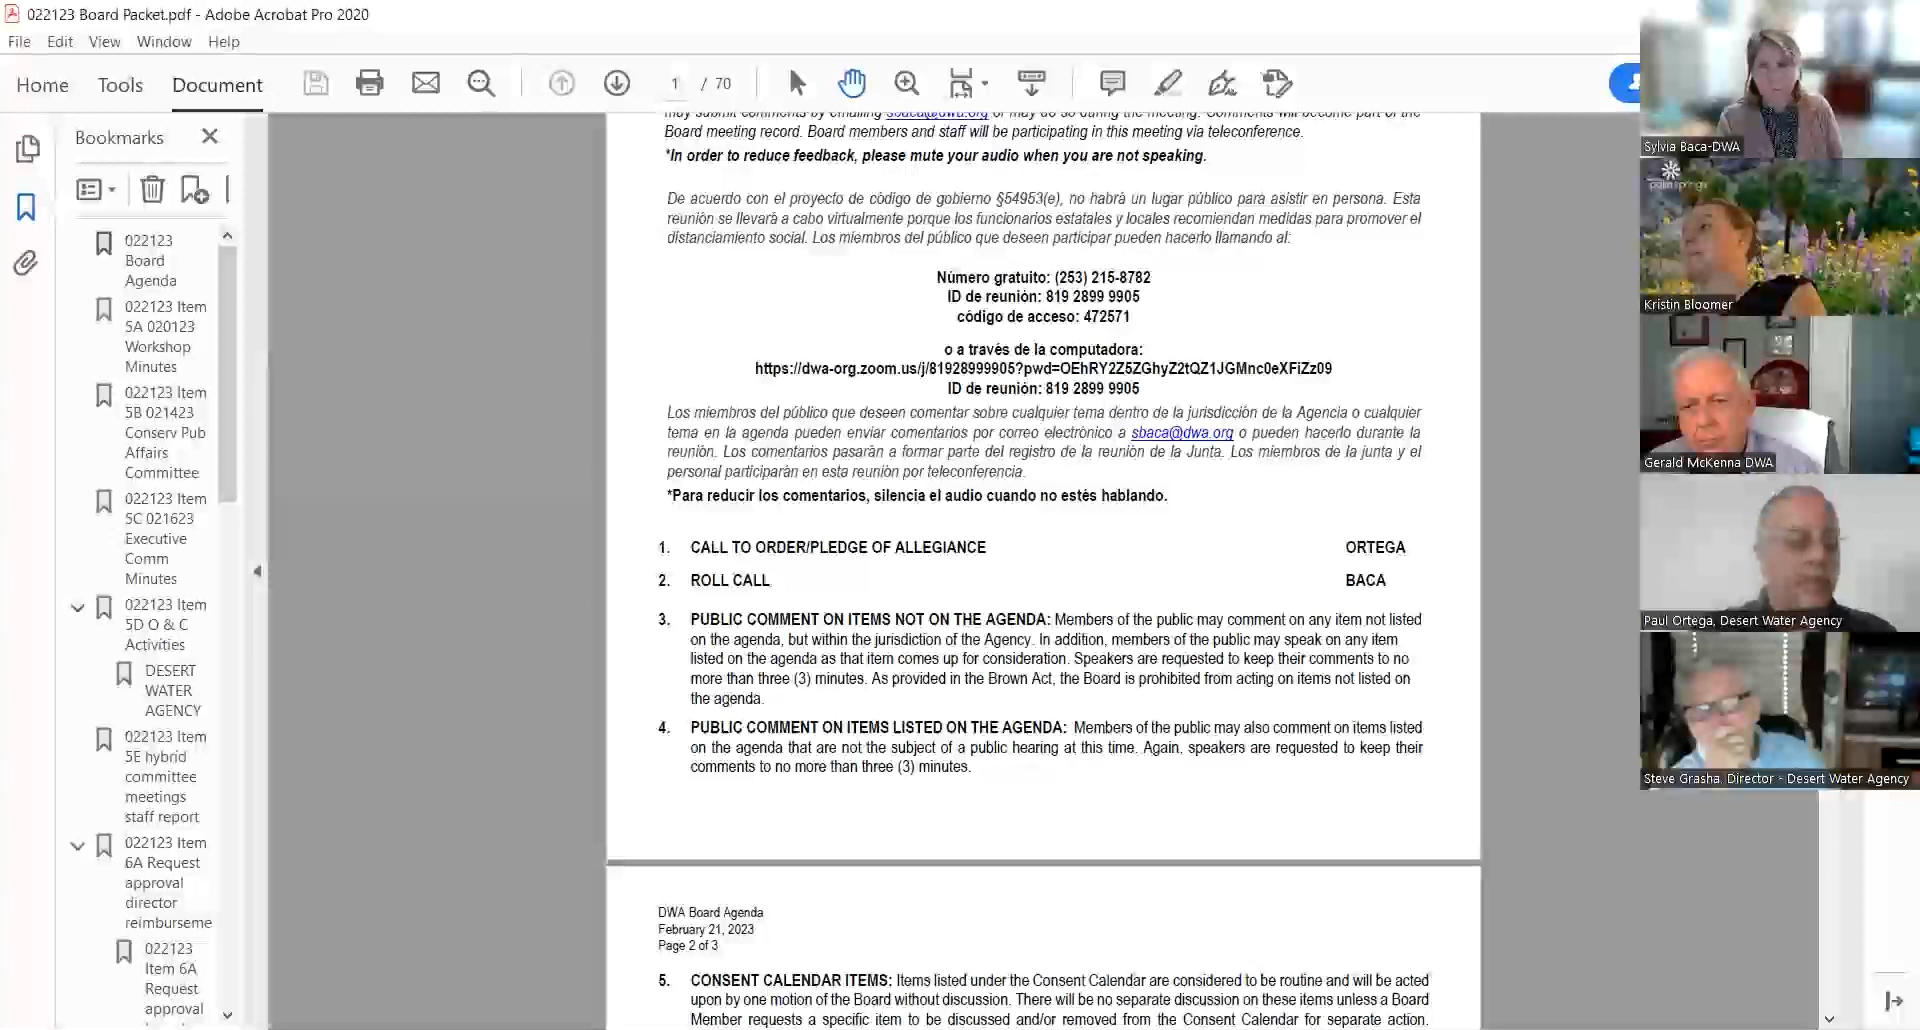 022123 Board Packet.pdf - Adobe Acrobat Pro 2020
File Edit View Window Help
Home Tools Document 1 / 70
Bookmarks
022123
Board
Agenda
022123 Item
5A 020123
Workshop
Minutes
022123 Item
5B 021423
Conserv Pub
Affairs
Committee
022123 Item
5C 021623
Executive
Comm
Minutes
022123 Item
5D O & C
Activities
DESERT
WATER
AGENCY
022123 Item
5E hybrid
committee
meetings
staff report
022123 Item
6A Request
approval
director
reimburseme
022123
Item 6A
Request
approval
may submit comments by emailing sbaca@dwa.org or may do so during the meeting. Comments will become part of the
Board meeting record. Board members and staff will be participating in this meeting via teleconference.
*In order to reduce feedback, please mute your audio when you are not speaking.
De acuerdo con el proyecto de código de gobierno §54953(e), no habrá un lugar público para asistir en persona. Esta
reunión se llevará a cabo virtualmente porque los funcionarios estatales y locales recomiendan medidas para promover el
distanciamiento social. Los miembros del público que deseen participar pueden hacerlo llamando al:
Número gratuito: (253) 215-8782
ID de reunión: 819 2899 9905
código de acceso: 472571
o a través de la computadora:
https://dwa-org.zoom.us/j/81928999905?pwd=OEhRY2Z5ZGhyZ2tQZ1JGMnc0eXFiZz09
ID de reunión: 819 2899 9905
Los miembros del público que deseen comentar sobre cualquier tema dentro de la jurisdicción de la Agencia o cualquier
tema en la agenda pueden enviar comentarios por correo electrónico a sbaca@dwa.org o pueden hacerlo durante la
reunión. Los comentarios pasarán a formar parte del registro de la reunión de la Junta. Los miembros de la junta y el
personal participarán en esta reunión por teleconferencia.
*Para reducir los comentarios, silencia el audio cuando no estés hablando.
1. CALL TO ORDER/PLEDGE OF ALLEGIANCE ORTEGA
2. ROLL CALL BACA
3. PUBLIC COMMENT ON ITEMS NOT ON THE AGENDA: Members of the public may comment on any item not listed
on the agenda, but within the jurisdiction of the Agency. In addition, members of the public may speak on any item
listed on the agenda as that item comes up for consideration. Speakers are requested to keep their comments to no
more than three (3) minutes. As provided in the Brown Act, the Board is prohibited from acting on items not listed on
the agenda.
4. PUBLIC COMMENT ON ITEMS LISTED ON THE AGENDA: Members of the public may also comment on items listed
on the agenda that are not the subject of a public hearing at this time. Again, speakers are requested to keep their
comments to no more than three (3) minutes.
DWA Board Agenda
February 21, 2023
Page 2 of 3
5. CONSENT CALENDAR ITEMS: Items listed under the Consent Calendar are considered to be routine and will be acted
upon by one motion of the Board without discussion. There will be no separate discussion on these items unless a Board
Member requests a specific item to be discussed and/or removed from the Consent Calendar for separate action.
Sylvia Baca-DWA
palm springs
Kristin Bloomer
Gerald McKenna DWA
Paul Ortega, Desert Water Agency
Steve Grasha, Director - Desert Water Agency